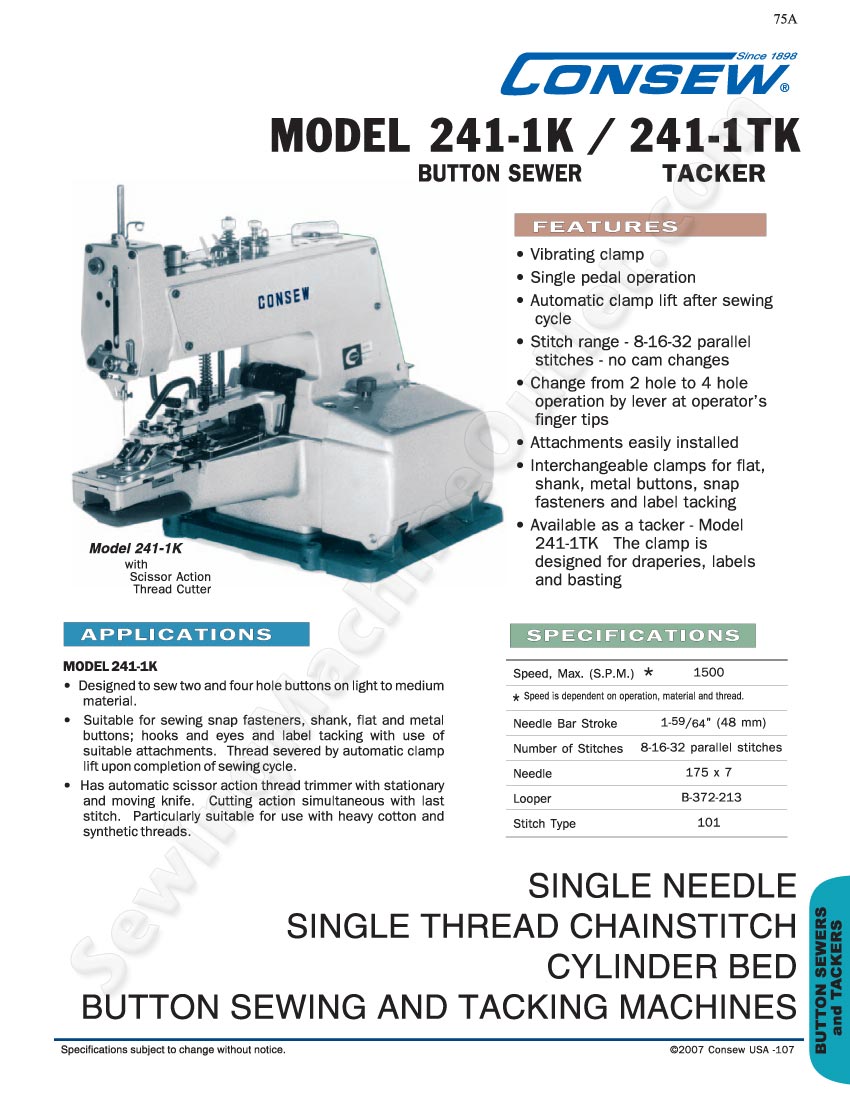 75A
Since 1898
CONSEW®
MODEL 241-1K / 241-1TK
BUTTON SEWER TACKER
CONSEW
FEATURES
• Vibrating clamp
• Single pedal operation
• Automatic clamp lift after sewing
cycle
• Stitch range - 8-16-32 parallel
stitches - no cam changes
• Change from 2 hole to 4 hole
operation by lever at operator's
finger tips
• Attachments easily installed
• Interchangeable clamps for flat,
shank, metal buttons, snap
fasteners and label tacking
• Available as a tacker - Model
241-1TK The clamp is
designed for draperies, labels
and basting
Model 241-1K
with
Scissor Action
Thread Cutter
APPLICATIONS
MODEL 241-1K
• Designed to sew two and four hole buttons on light to medium
material.
• Suitable for sewing snap fasteners, shank, flat and metal
buttons; hooks and eyes and label tacking with use of
suitable attachments. Thread severed by automatic clamp
lift upon completion of sewing cycle.
• Has automatic scissor action thread trimmer with stationary
and moving knife. Cutting action simultaneous with last
stitch. Particularly suitable for use with heavy cotton and
synthetic threads.
SPECIFICATIONS
Speed, Max. (S.P.M.) * 1500
* Speed is dependent on operation, material and thread.
Needle Bar Stroke 1-59/64" (48 mm)
Number of Stitches 8-16-32 parallel stitches
Needle 175 x 7
Looper B-372-213
Stitch Type 101
SINGLE NEEDLE
SINGLE THREAD CHAINSTITCH
CYLINDER BED
BUTTON SEWING AND TACKING MACHINES
BUTTON SEWERS
and TACKERS
Specifications subject to change without notice.
©2007 Consew USA -107
SewingMachineOutlet.com